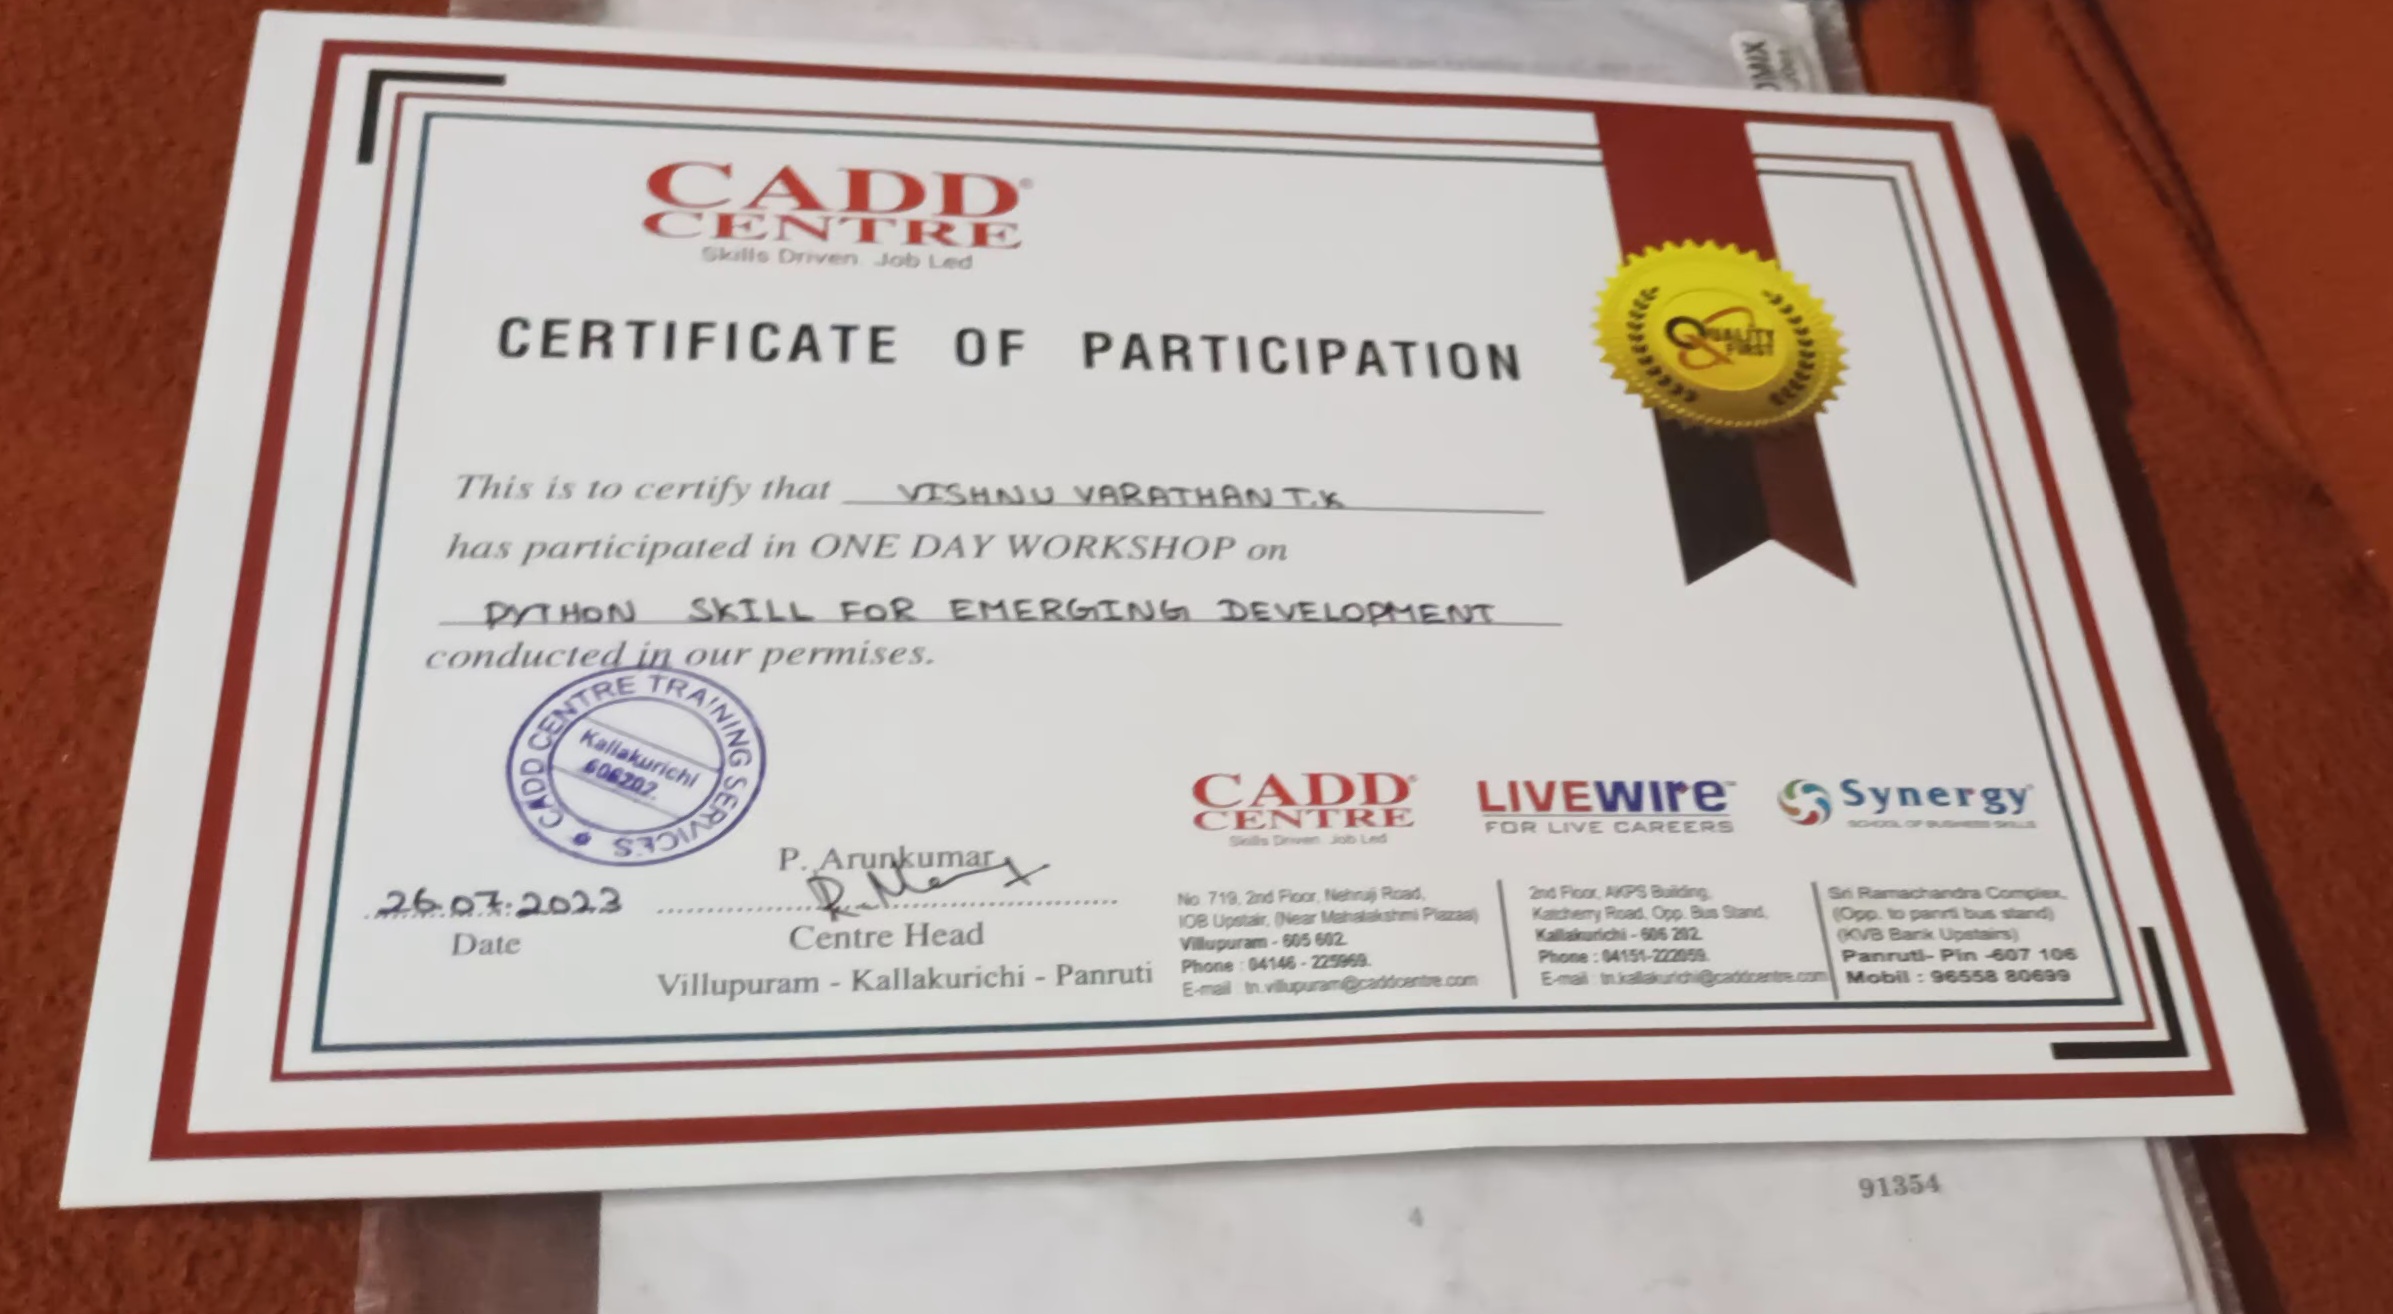 CADD
CENTRE
Skills Driven. Job Led
CERTIFICATE OF PARTICIPATION
QUALITY
FIRST
This is to certify that VISHNU VARATHAN T.K
has participated in ONE DAY WORKSHOP on
PYTHON SKILL FOR EMERGING DEVELOPMENT
conducted in our permises.
CADD CENTRE TRAINING SERVICES
Kallakurichi
606202
P. Arunkumar
26.07.2023
Date
Centre Head
Villupuram - Kallakurichi - Panruti
CADD
CENTRE
Skills Driven. Job Led
No. 719, 2nd Floor, Nehruji Road,
IOB Upstair, (Near Mahalakshmi Plazaa)
Villupuram - 605 602.
Phone : 04146 - 225969.
E-mail : tn.villupuram@caddcentre.com
LIVEWIRE
FOR LIVE CAREERS
2nd Floor, AKPS Building,
Katcherry Road, Opp. Bus Stand,
Kallakurichi - 606 202.
Phone : 04151-222059.
E-mail : tn.kallakurichi@caddcentre.com
Synergy
SCHOOL OF BUSINESS SKILLS
Sri Ramachandra Complex,
(Opp. to panrti bus stand)
(KVB Bank Upstairs)
Panruti- Pin -607 106
Mobil : 96558 80699
91354
4